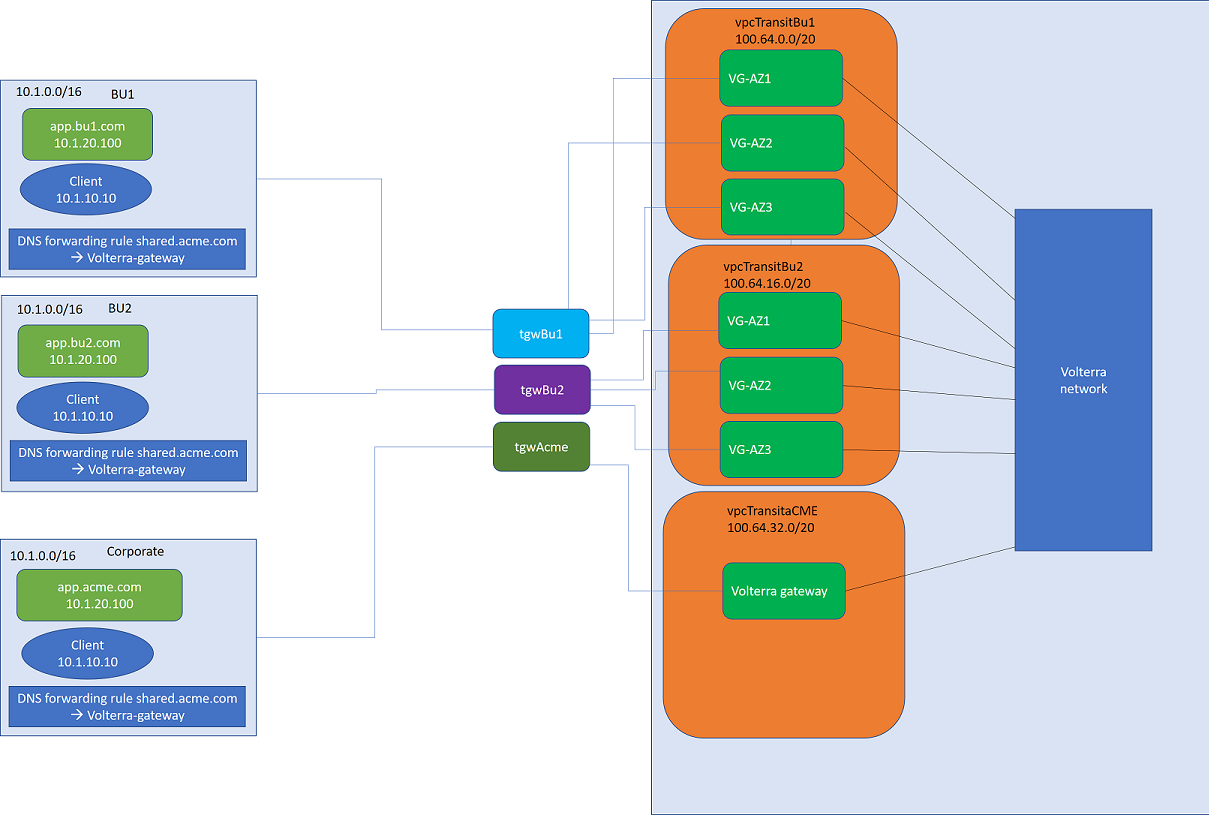 10.1.0.0/16 BU1
app.bu1.com
10.1.20.100
Client
10.1.10.10
DNS forwarding rule shared.acme.com
→ Volterra-gateway
10.1.0.0/16 BU2
app.bu2.com
10.1.20.100
Client
10.1.10.10
DNS forwarding rule shared.acme.com
→ Volterra-gateway
10.1.0.0/16 Corporate
app.acme.com
10.1.20.100
Client
10.1.10.10
DNS forwarding rule shared.acme.com
→ Volterra-gateway
tgwBu1
tgwBu2
tgwAcme
vpcTransitBu1
100.64.0.0/20
VG-AZ1
VG-AZ2
VG-AZ3
vpcTransitBu2
100.64.16.0/20
VG-AZ1
VG-AZ2
VG-AZ3
vpcTransitaCME
100.64.32.0/20
Volterra gateway
Volterra
network